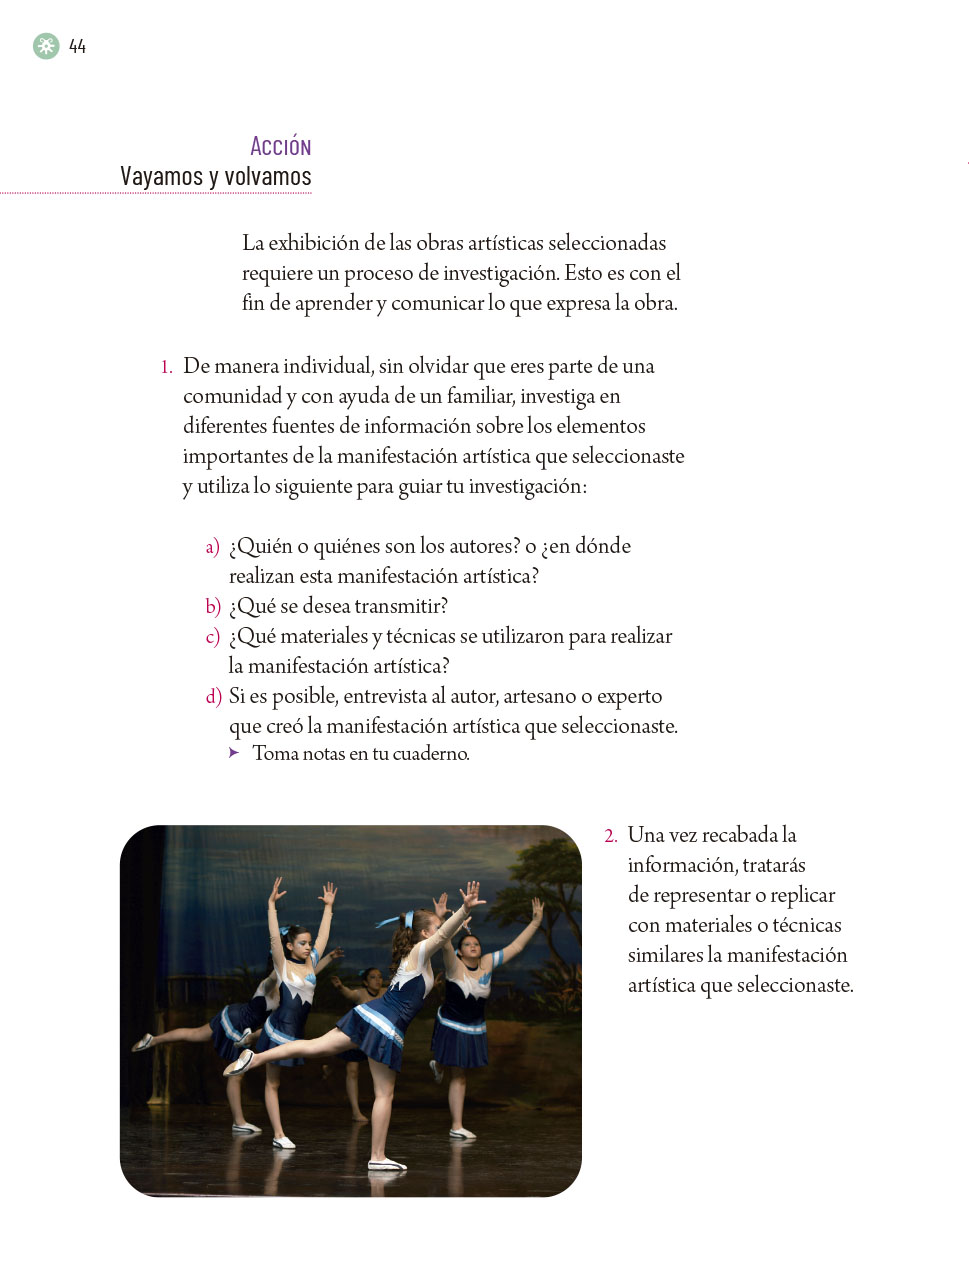 44
Acción
Vayamos y volvamos
La exhibición de las obras artísticas seleccionadas
requiere un proceso de investigación. Esto es con el
fin de aprender y comunicar lo que expresa la obra.
1. De manera individual, sin olvidar que eres parte de una
comunidad y con ayuda de un familiar, investiga en
diferentes fuentes de información sobre los elementos
importantes de la manifestación artística que seleccionaste
y utiliza lo siguiente para guiar tu investigación:
a) ¿Quién o quiénes son los autores? o ¿en dónde
realizan esta manifestación artística?
b) ¿Qué se desea transmitir?
c) ¿Qué materiales y técnicas se utilizaron para realizar
la manifestación artística?
d) Si es posible, entrevista al autor, artesano o experto
que creó la manifestación artística que seleccionaste.
➤ Toma notas en tu cuaderno.
2. Una vez recabada la
información, tratarás
de representar o replicar
con materiales o técnicas
similares la manifestación
artística que seleccionaste.